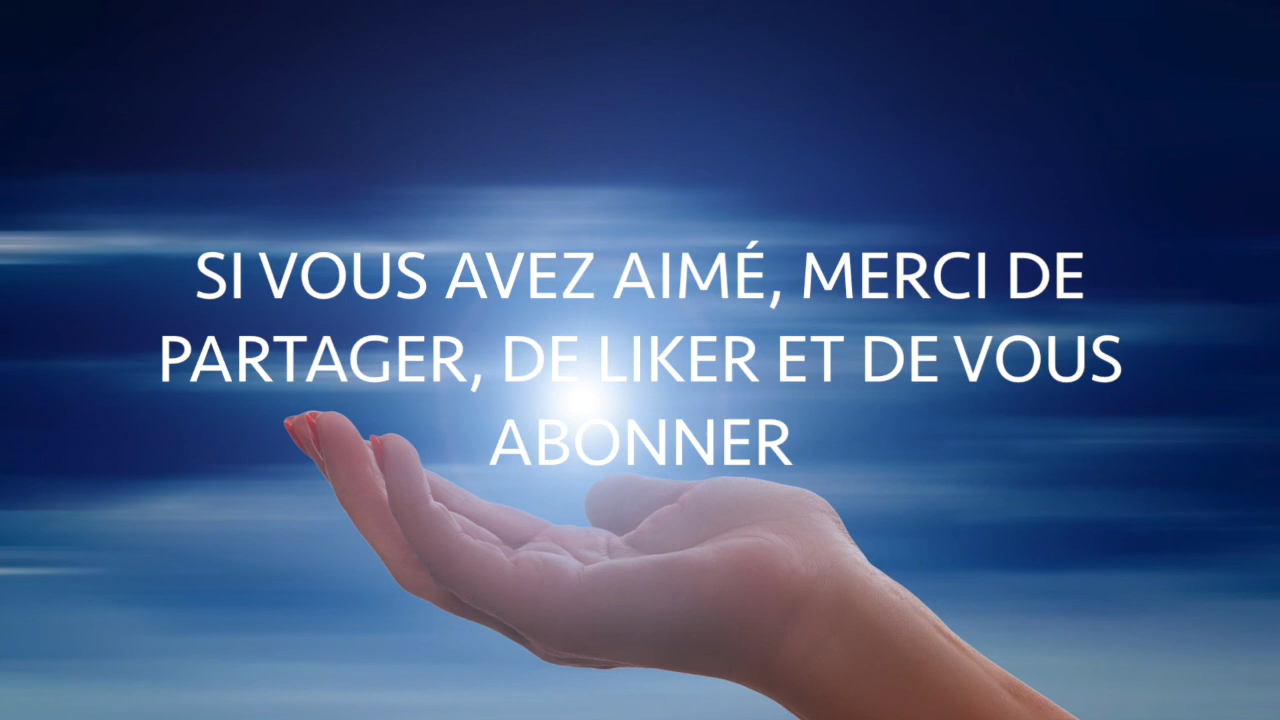 SI VOUS AVEZ AIMÉ, MERCI DE
PARTAGER, DE LIKER ET DE VOUS
ABONNER